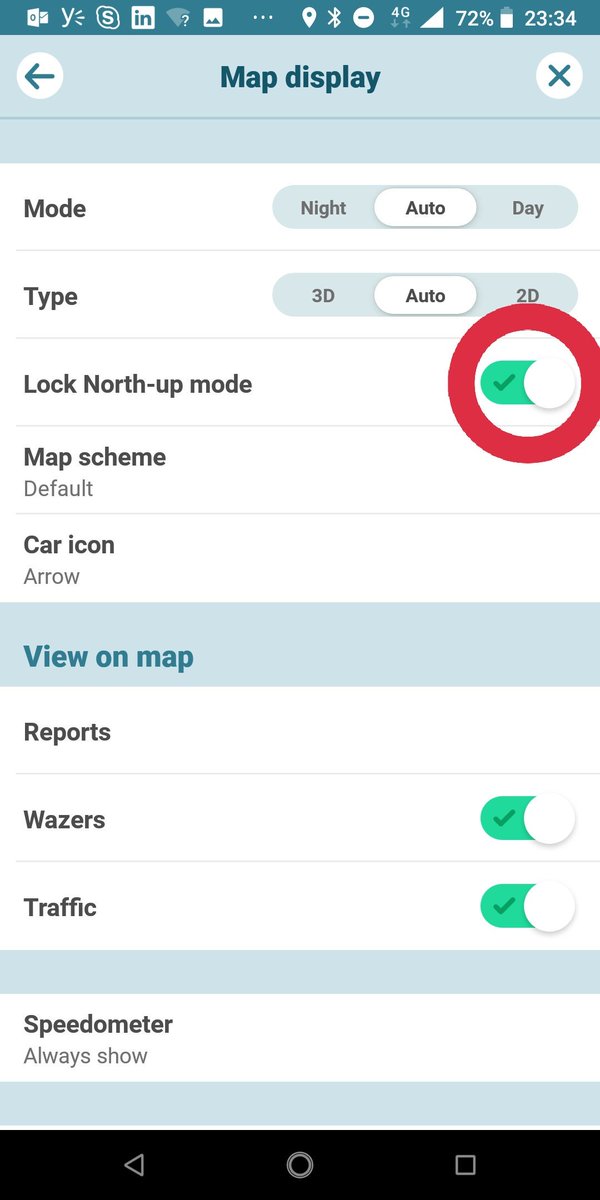 4G 72% 23:34
Map display
Mode Night Auto Day
Type 3D Auto 2D
Lock North-up mode
Map scheme
Default
Car icon
Arrow
View on map
Reports
Wazers
Traffic
Speedometer
Always show